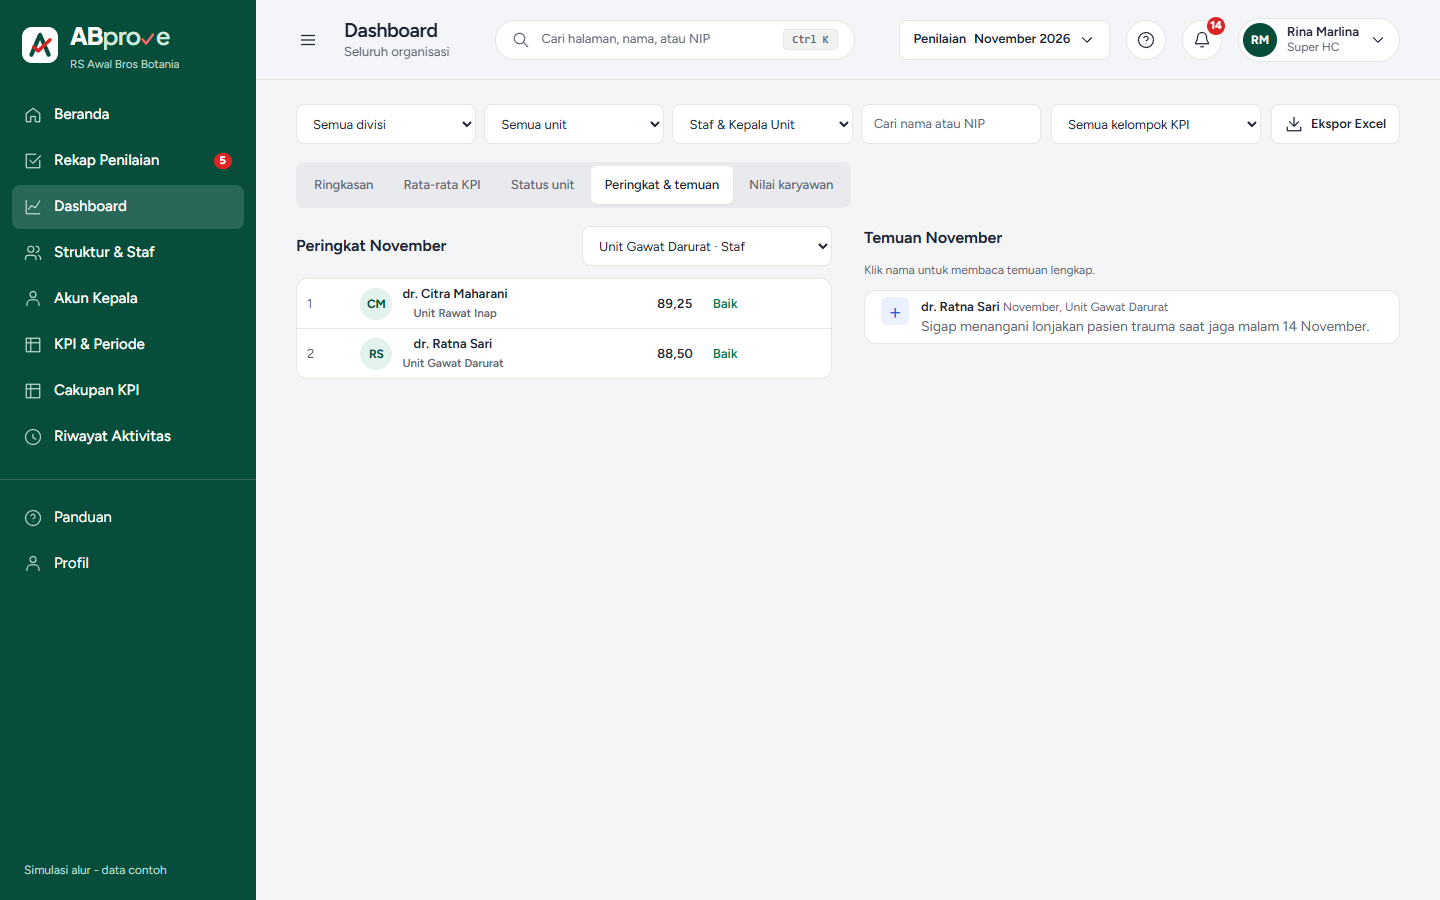 ABprove
RS Awal Bros Botania
Beranda
Rekap Penilaian 5
Dashboard
Struktur & Staf
Akun Kepala
KPI & Periode
Cakupan KPI
Riwayat Aktivitas
Panduan
Profil
Simulasi alur - data contoh
Dashboard
Seluruh organisasi
Cari halaman, nama, atau NIP Ctrl K
Penilaian November 2026
14
RM
Rina Marlina
Super HC
Semua divisi
Semua unit
Staf & Kepala Unit
Cari nama atau NIP
Semua kelompok KPI
Ekspor Excel
Ringkasan
Rata-rata KPI
Status unit
Peringkat & temuan
Nilai karyawan
Peringkat November
Unit Gawat Darurat · Staf
1 CM dr. Citra Maharani 89,25 Baik
Unit Rawat Inap
2 RS dr. Ratna Sari 88,50 Baik
Unit Gawat Darurat
Temuan November
Klik nama untuk membaca temuan lengkap.
+ dr. Ratna Sari November, Unit Gawat Darurat
Sigap menangani lonjakan pasien trauma saat jaga malam 14 November.